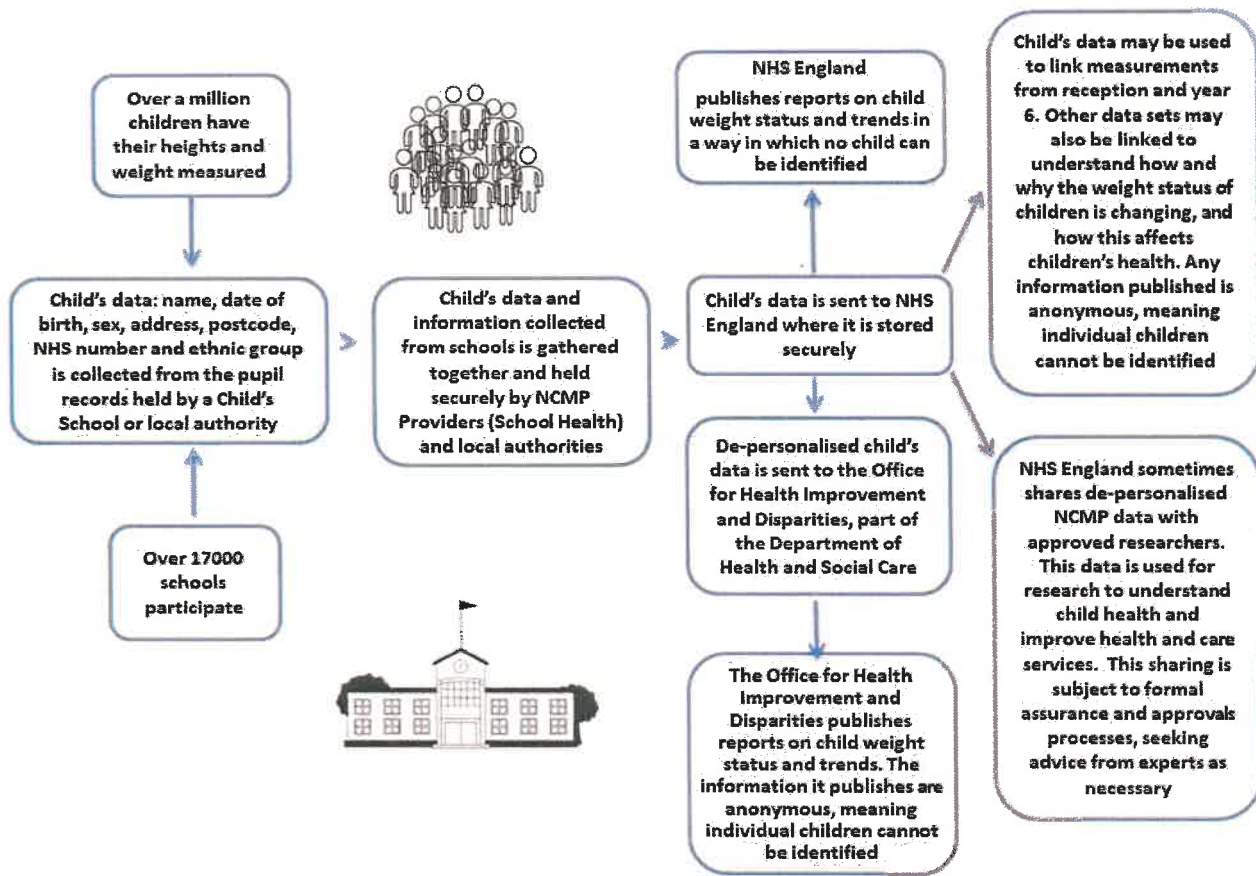 Over a million
children have
their heights and
weight measured
Child's data: name, date of
birth, sex, address, postcode,
NHS number and ethnic group
is collected from the pupil
records held by a Child's
School or local authority
Over 17000
schools
participate
Child's data and
information collected
from schools is gathered
together and held
securely by NCMP
Providers (School Health)
and local authorities
NHS England
publishes reports on child
weight status and trends in
a way in which no child can
be identified
Child's data is sent to NHS
England where it is stored
securely
De-personalised child's
data is sent to the Office
for Health Improvement
and Disparities, part of
the Department of
Health and Social Care
The Office for Health
Improvement and
Disparities publishes
reports on child weight
status and trends. The
information it publishes are
anonymous, meaning
individual children cannot
be identified
Child's data may be used
to link measurements
from reception and year
6. Other data sets may
also be linked to
understand how and
why the weight status of
children is changing, and
how this affects
children's health. Any
information published is
anonymous, meaning
individual children
cannot be identified
NHS England sometimes
shares de-personalised
NCMP data with
approved researchers.
This data is used for
research to understand
child health and
improve health and care
services. This sharing is
subject to formal
assurance and approvals
processes, seeking
advice from experts as
necessary